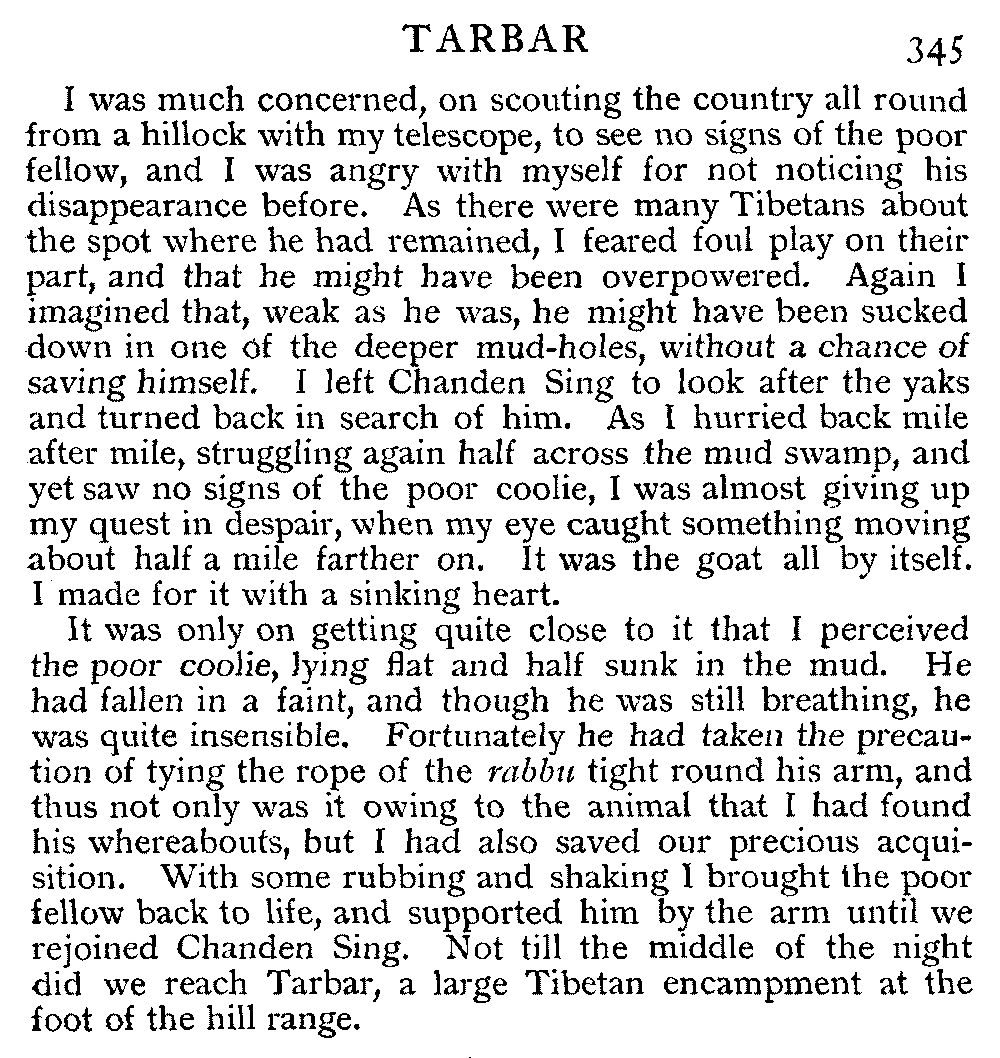 TARBAR 345
I was much concerned, on scouting the country all round
from a hillock with my telescope, to see no signs of the poor
fellow, and I was angry with myself for not noticing his
disappearance before. As there were many Tibetans about
the spot where he had remained, I feared foul play on their
part, and that he might have been overpowered. Again I
imagined that, weak as he was, he might have been sucked
down in one of the deeper mud-holes, without a chance of
saving himself. I left Chanden Sing to look after the yaks
and turned back in search of him. As I hurried back mile
after mile, struggling again half across the mud swamp, and
yet saw no signs of the poor coolie, I was almost giving up
my quest in despair, when my eye caught something moving
about half a mile farther on. It was the goat all by itself.
I made for it with a sinking heart.
It was only on getting quite close to it that I perceived
the poor coolie, lying flat and half sunk in the mud. He
had fallen in a faint, and though he was still breathing, he
was quite insensible. Fortunately he had taken the precau-
tion of tying the rope of the rabbu tight round his arm, and
thus not only was it owing to the animal that I had found
his whereabouts, but I had also saved our precious acqui-
sition. With some rubbing and shaking I brought the poor
fellow back to life, and supported him by the arm until we
rejoined Chanden Sing. Not till the middle of the night
did we reach Tarbar, a large Tibetan encampment at the
foot of the hill range.